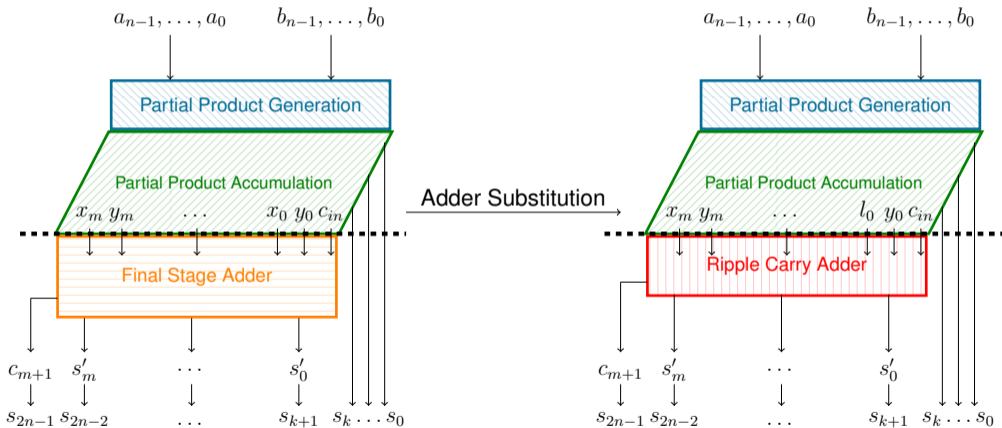 a_{n-1}, ..., a_0 b_{n-1}, ..., b_0 a_{n-1}, ..., a_0 b_{n-1}, ..., b_0
Partial Product Generation Partial Product Generation
Partial Product Accumulation Partial Product Accumulation
Adder Substitution
x_m y_m ... x_0 y_0 c_{in} x_m y_m ... l_0 y_0 c_{in}
Final Stage Adder Ripple Carry Adder
c_{m+1} s'_m ... s'_0 c_{m+1} s'_m ... s'_0
s_{2n-1} s_{2n-2} ... s_{k+1} s_k ... s_0 s_{2n-1} s_{2n-2} ... s_{k+1} s_k ... s_0